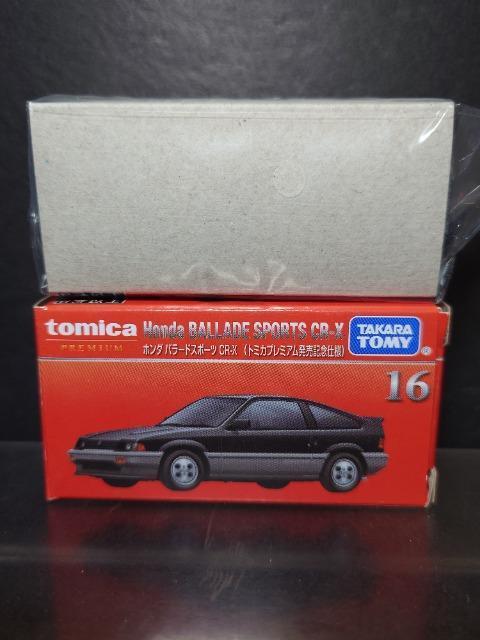 tomica
PREMIUM
Honda BALLADE SPORTS CR-X
ホンダ バラードスポーツ CR-X 〈トミカプレミアム発売記念仕様〉
TAKARA
TOMY
®
16